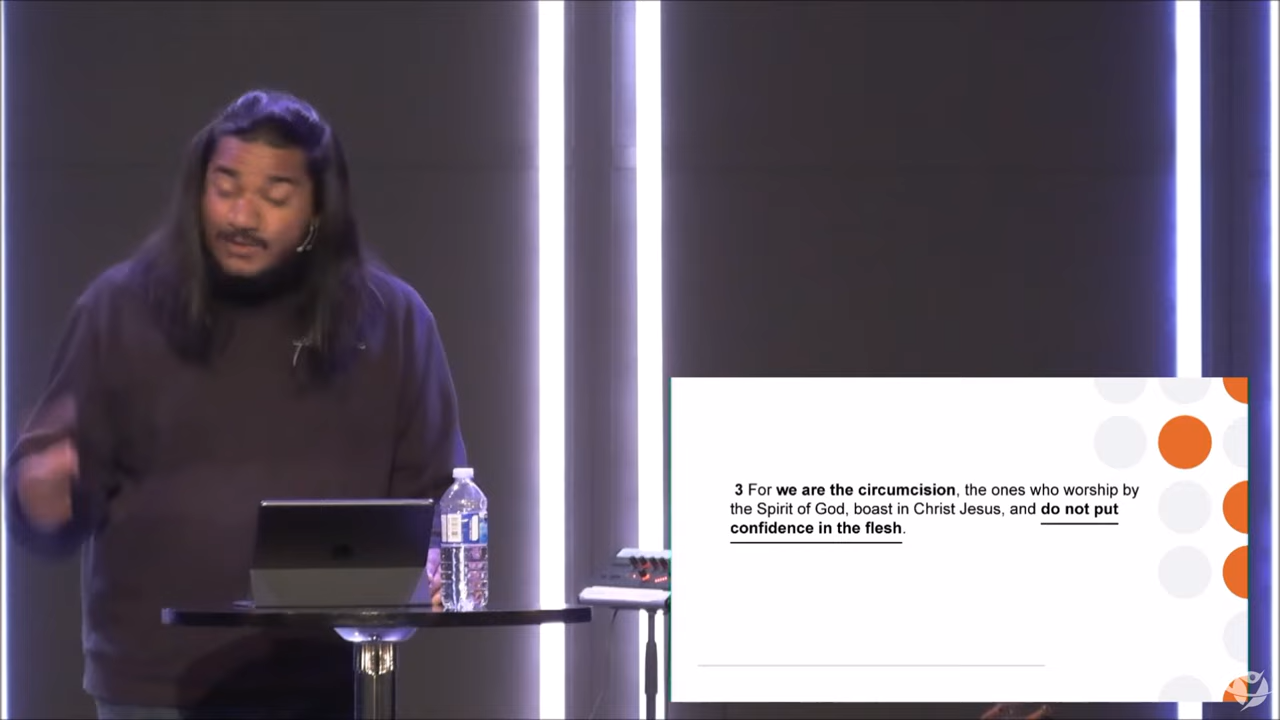 3 For we are the circumcision, the ones who worship by
the Spirit of God, boast in Christ Jesus, and do not put
confidence in the flesh.